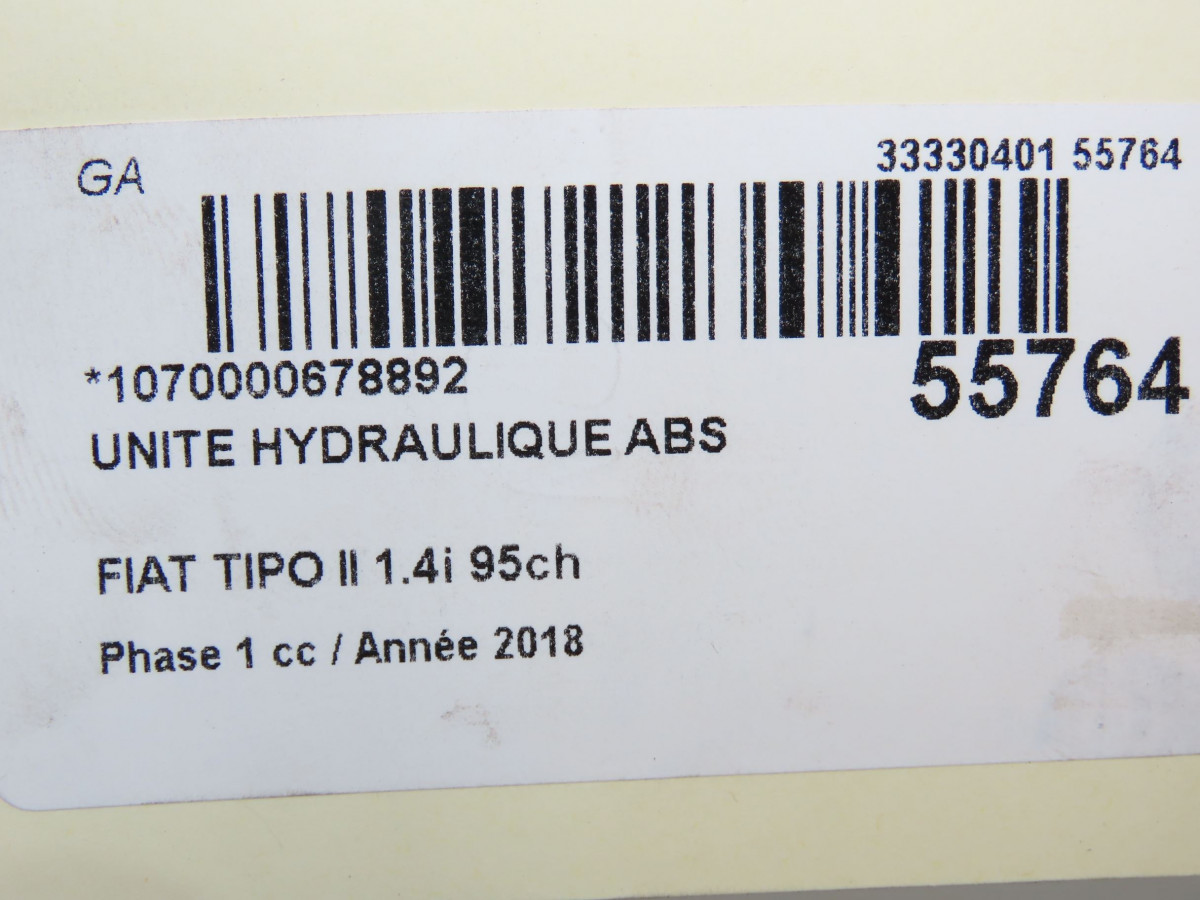 GA
33330401 55764
*1070000678892
55764
UNITE HYDRAULIQUE ABS
FIAT TIPO II 1.4i 95ch
Phase 1 cc / Année 2018